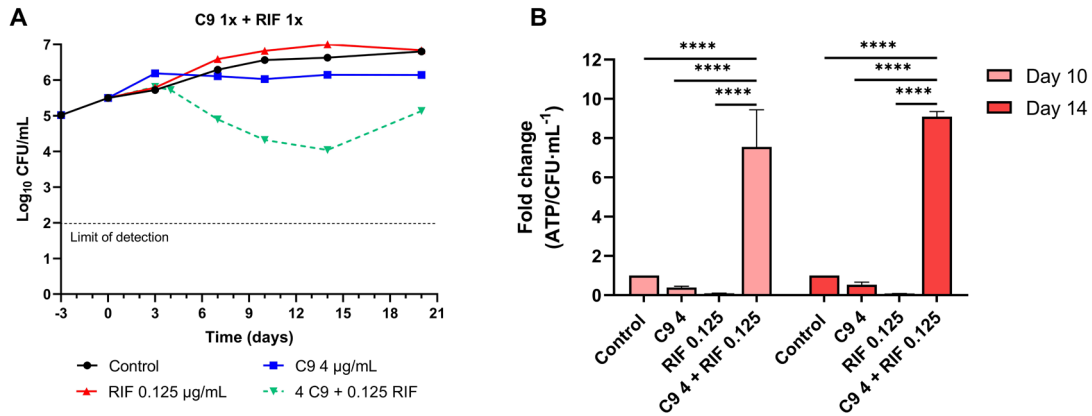 A
C9 1x + RIF 1x
Log10 CFU/mL
7
6
5
4
3
2
1
0
Limit of detection
-3 0 3 6 9 12 15 18 21
Time (days)
Control
C9 4 µg/mL
RIF 0.125 µg/mL
4 C9 + 0.125 RIF
B
Fold change
(ATP/CFU·mL-1)
12
10
8
6
4
2
0
****
****
****
****
****
****
Day 10
Day 14
Control
C9 4
RIF 0.125
C9 4 + RIF 0.125
Control
C9 4
RIF 0.125
C9 4 + RIF 0.125